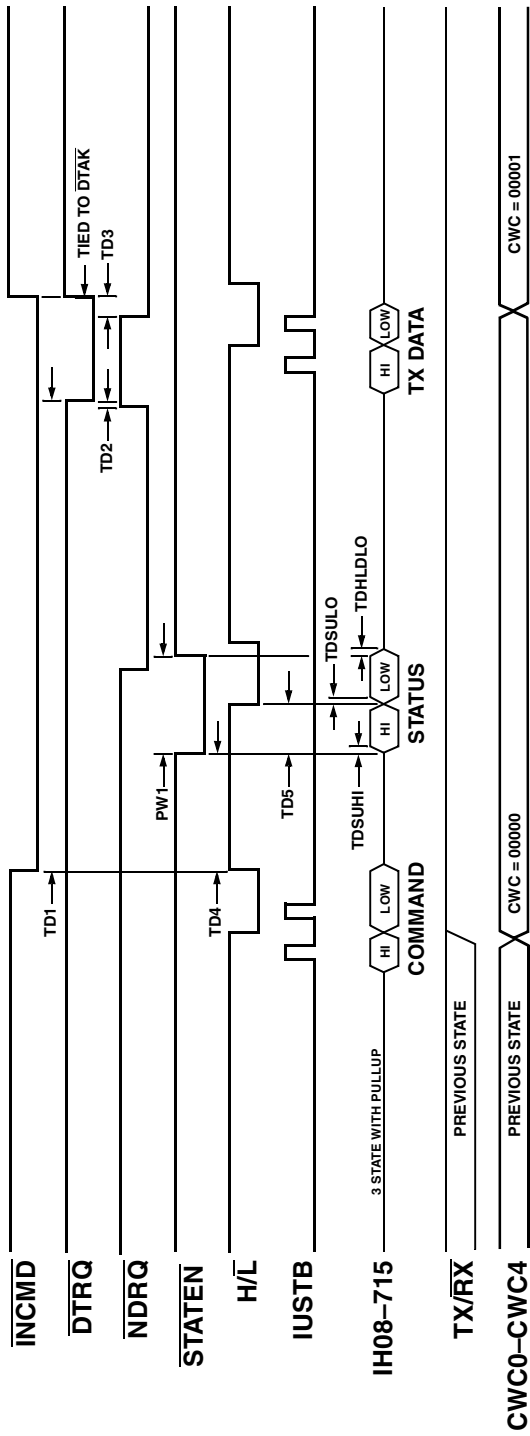 INCMD
DTRQ
TIED TO DTAK
TD1
TD2
TD3
NDRQ
STATEN
PW1
H/L
TD4
IUSTB
TD5
TDSULO
TDHLDLO
TDSUHI
IH08–715
3 STATE WITH PULLUP
HI
LOW
COMMAND
HI
LOW
STATUS
HI
LOW
TX DATA
TX/RX
PREVIOUS STATE
CWC0–CWC4
PREVIOUS STATE
CWC = 00000
CWC = 00001